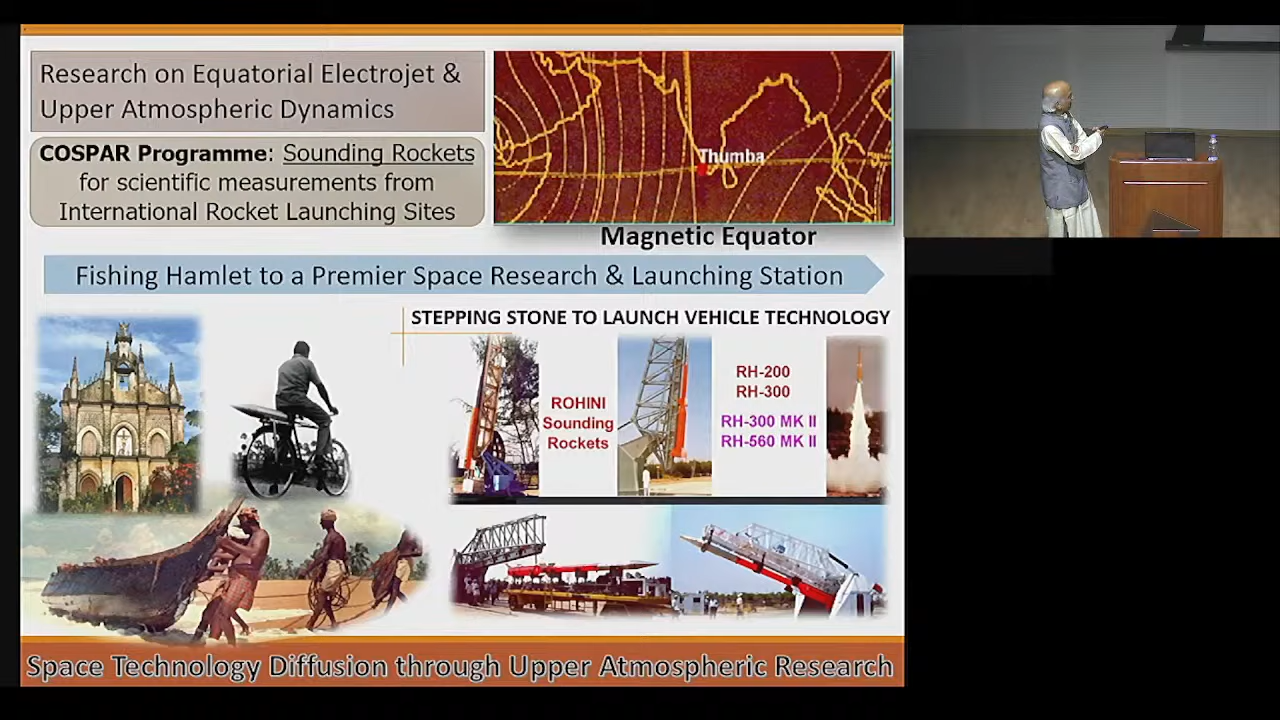 Research on Equatorial Electrojet &
Upper Atmospheric Dynamics
COSPAR Programme: Sounding Rockets
for scientific measurements from
International Rocket Launching Sites
Thumba
Magnetic Equator
Fishing Hamlet to a Premier Space Research & Launching Station
STEPPING STONE TO LAUNCH VEHICLE TECHNOLOGY
ROHINI
Sounding
Rockets
RH-200
RH-300
RH-300 MK II
RH-560 MK II
Space Technology Diffusion through Upper Atmospheric Research